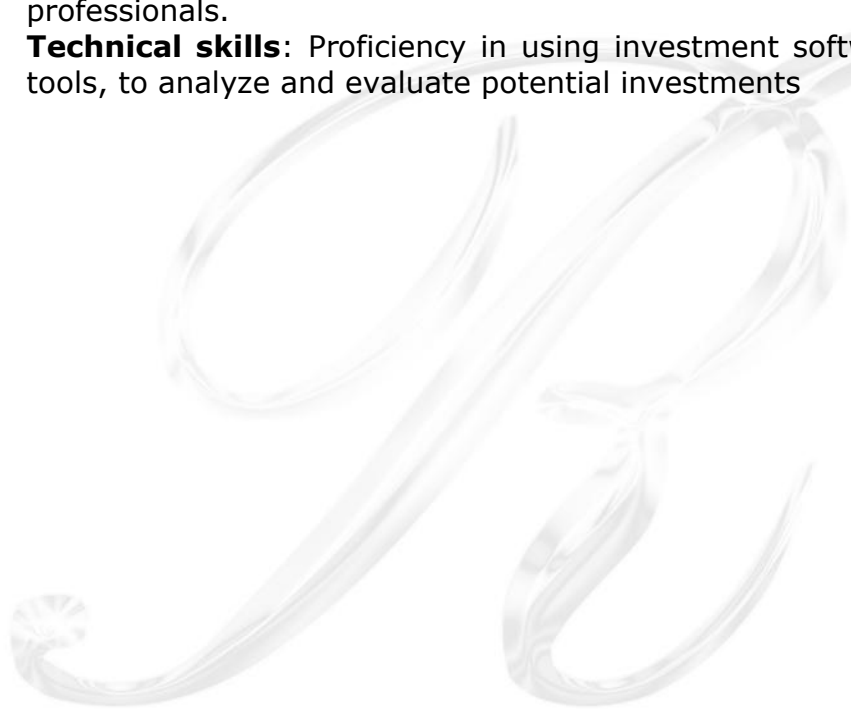 professionals.
Technical skills: Proficiency in using investment
tools, to analyze and evaluate potential investments